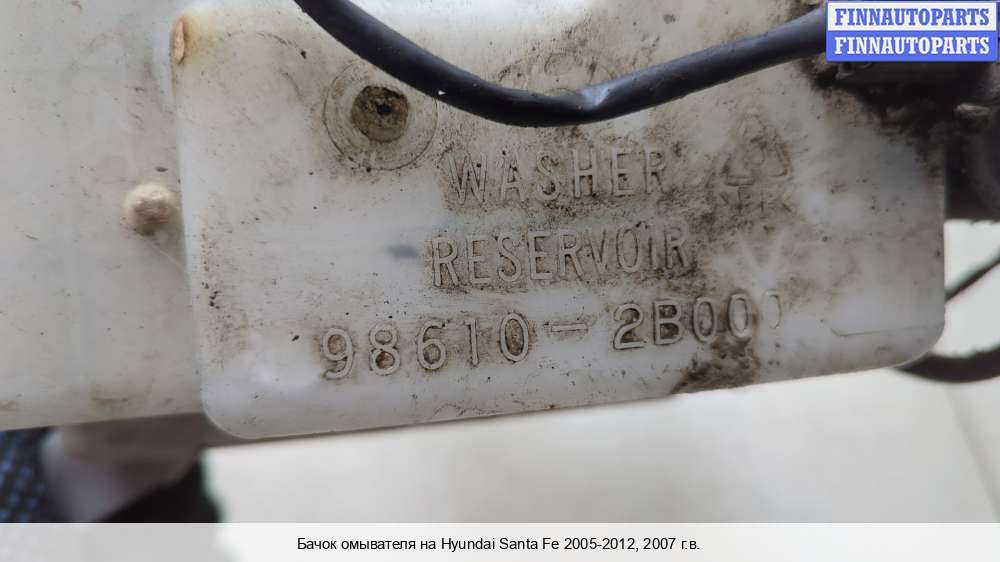 FINNAUTOPARTS
FINNAUTOPARTS
WASHER
RESERVOIR
98610-2B000
Бачок омывателя на Hyundai Santa Fe 2005-2012, 2007 г.в.